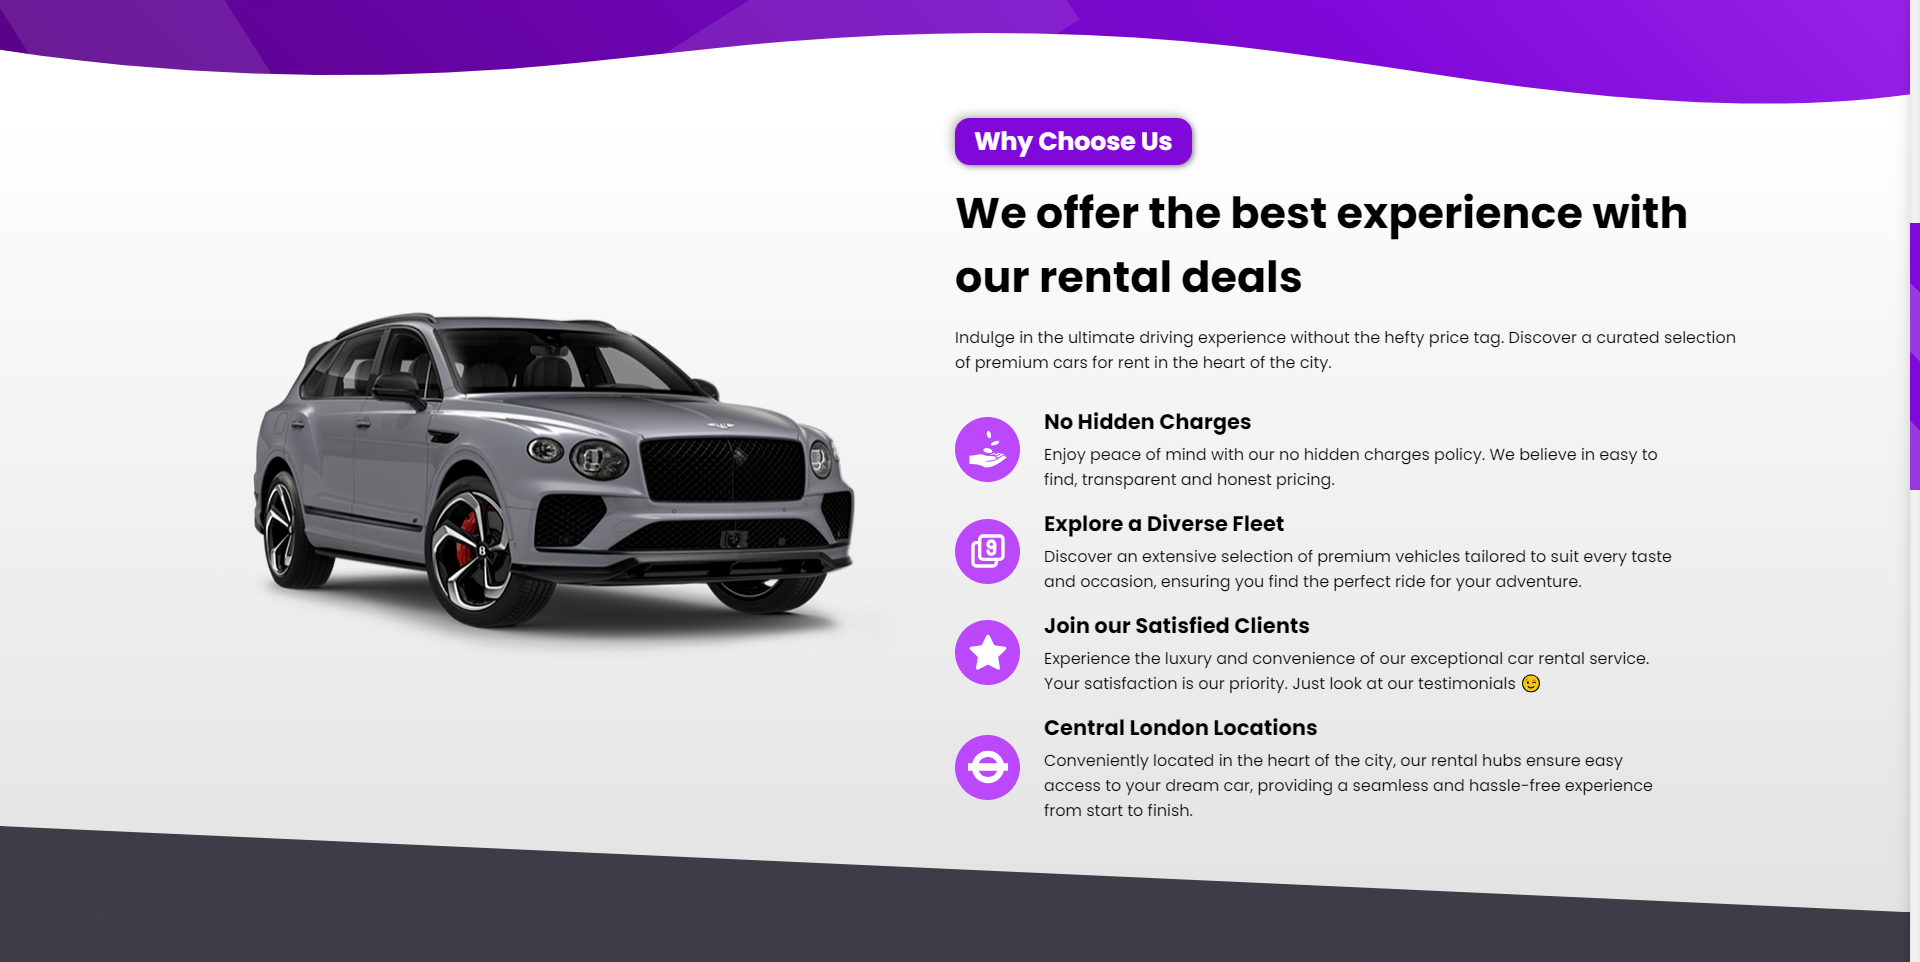 Why Choose Us
We offer the best experience with
our rental deals
Indulge in the ultimate driving experience without the hefty price tag. Discover a curated selection
of premium cars for rent in the heart of the city.
No Hidden Charges
Enjoy peace of mind with our no hidden charges policy. We believe in easy to
find, transparent and honest pricing.
9
Explore a Diverse Fleet
Discover an extensive selection of premium vehicles tailored to suit every taste
and occasion, ensuring you find the perfect ride for your adventure.
Join our Satisfied Clients
Experience the luxury and convenience of our exceptional car rental service.
Your satisfaction is our priority. Just look at our testimonials 😉
Central London Locations
Conveniently located in the heart of the city, our rental hubs ensure easy
access to your dream car, providing a seamless and hassle-free experience
from start to finish.
B